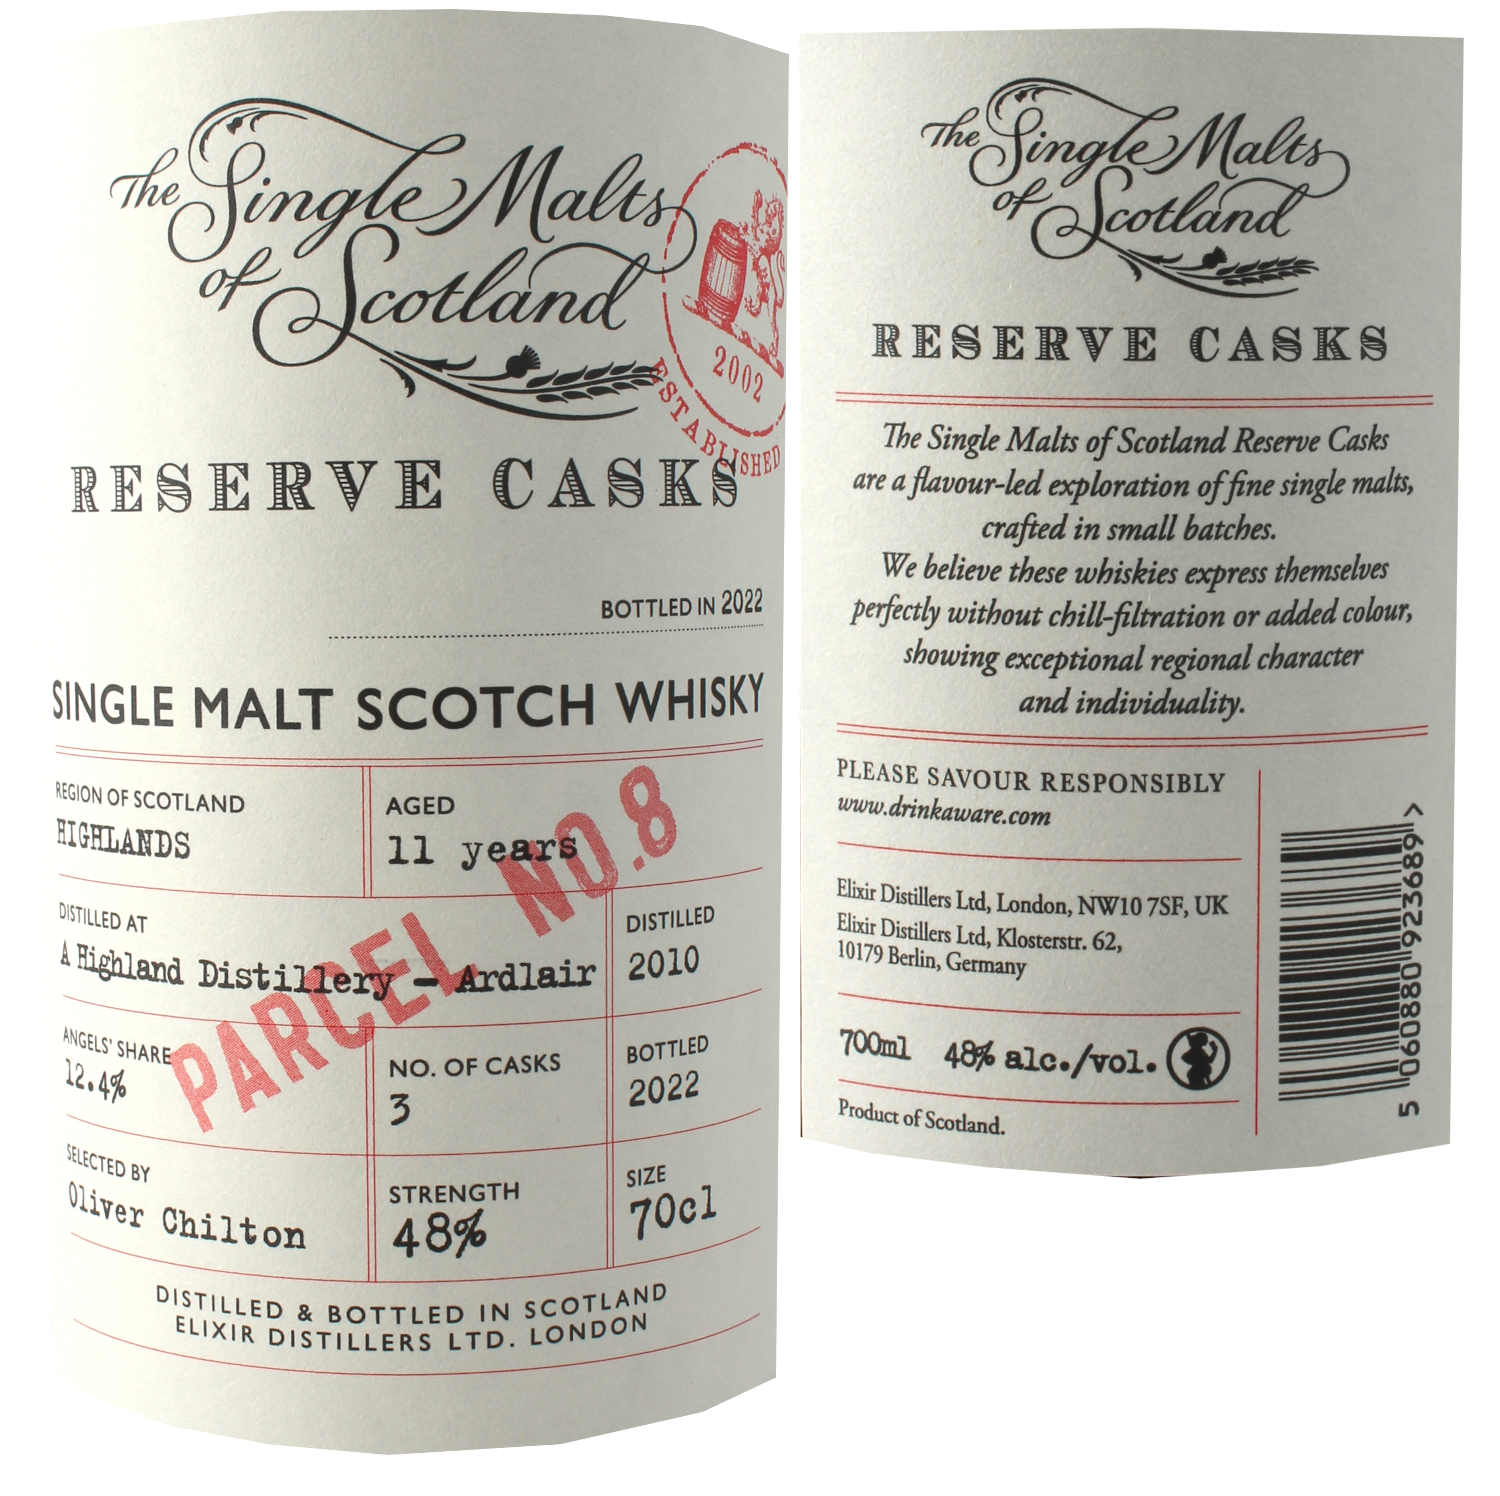 The Single Malts
of Scotland
2002
ESTABLISHED
RESERVE CASKS
BOTTLED IN 2022
SINGLE MALT SCOTCH WHISKY
REGION OF SCOTLAND
HIGHLANDS
AGED
11 years
PARCEL NO.8
DISTILLED AT
A Highland Distillery – Ardlair
DISTILLED
2010
ANGELS' SHARE
12.4%
NO. OF CASKS
3
BOTTLED
2022
SELECTED BY
Oliver Chilton
STRENGTH
48%
SIZE
70cl
DISTILLED & BOTTLED IN SCOTLAND
ELIXIR DISTILLERS LTD. LONDON
The Single Malts
of Scotland
RESERVE CASKS
The Single Malts of Scotland Reserve Casks
are a flavour-led exploration of fine single malts,
crafted in small batches.
We believe these whiskies express themselves
perfectly without chill-filtration or added colour,
showing exceptional regional character
and individuality.
PLEASE SAVOUR RESPONSIBLY
www.drinkaware.com
Elixir Distillers Ltd, London, NW10 7SF, UK
Elixir Distillers Ltd, Klosterstr. 62,
10179 Berlin, Germany
700ml 48% alc./vol.
Product of Scotland.
5 060880 923689 >